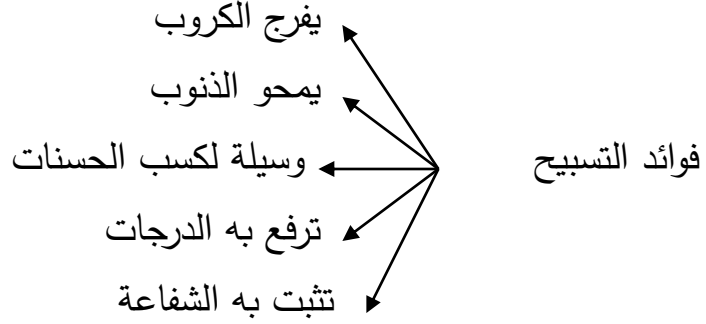 فوائد التسبيح
يفرج الكروب
يمحو الذنوب
وسيلة لكسب الحسنات
ترفع به الدرجات
تثبت به الشفاعة